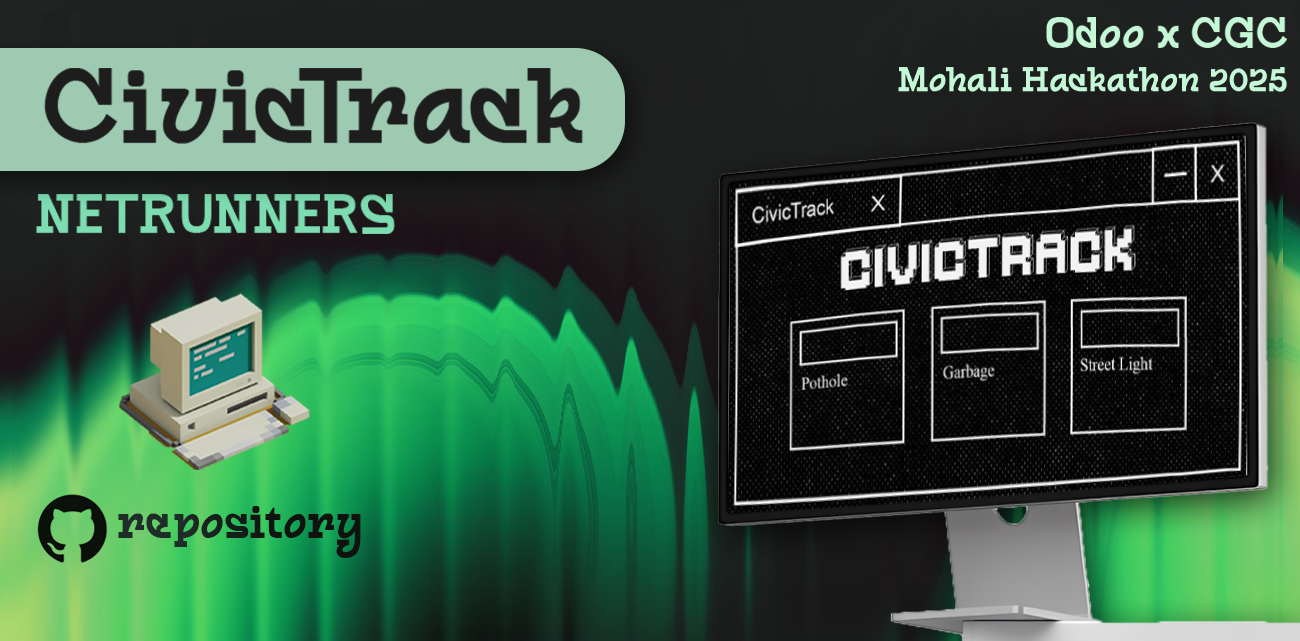 CivicTrack
NETRUNNERS
repository
Odoo x CGC
Mohali Hackathon 2025
CivicTrack X
— X
CIVICTRACK
Pothole
Garbage
Street Light